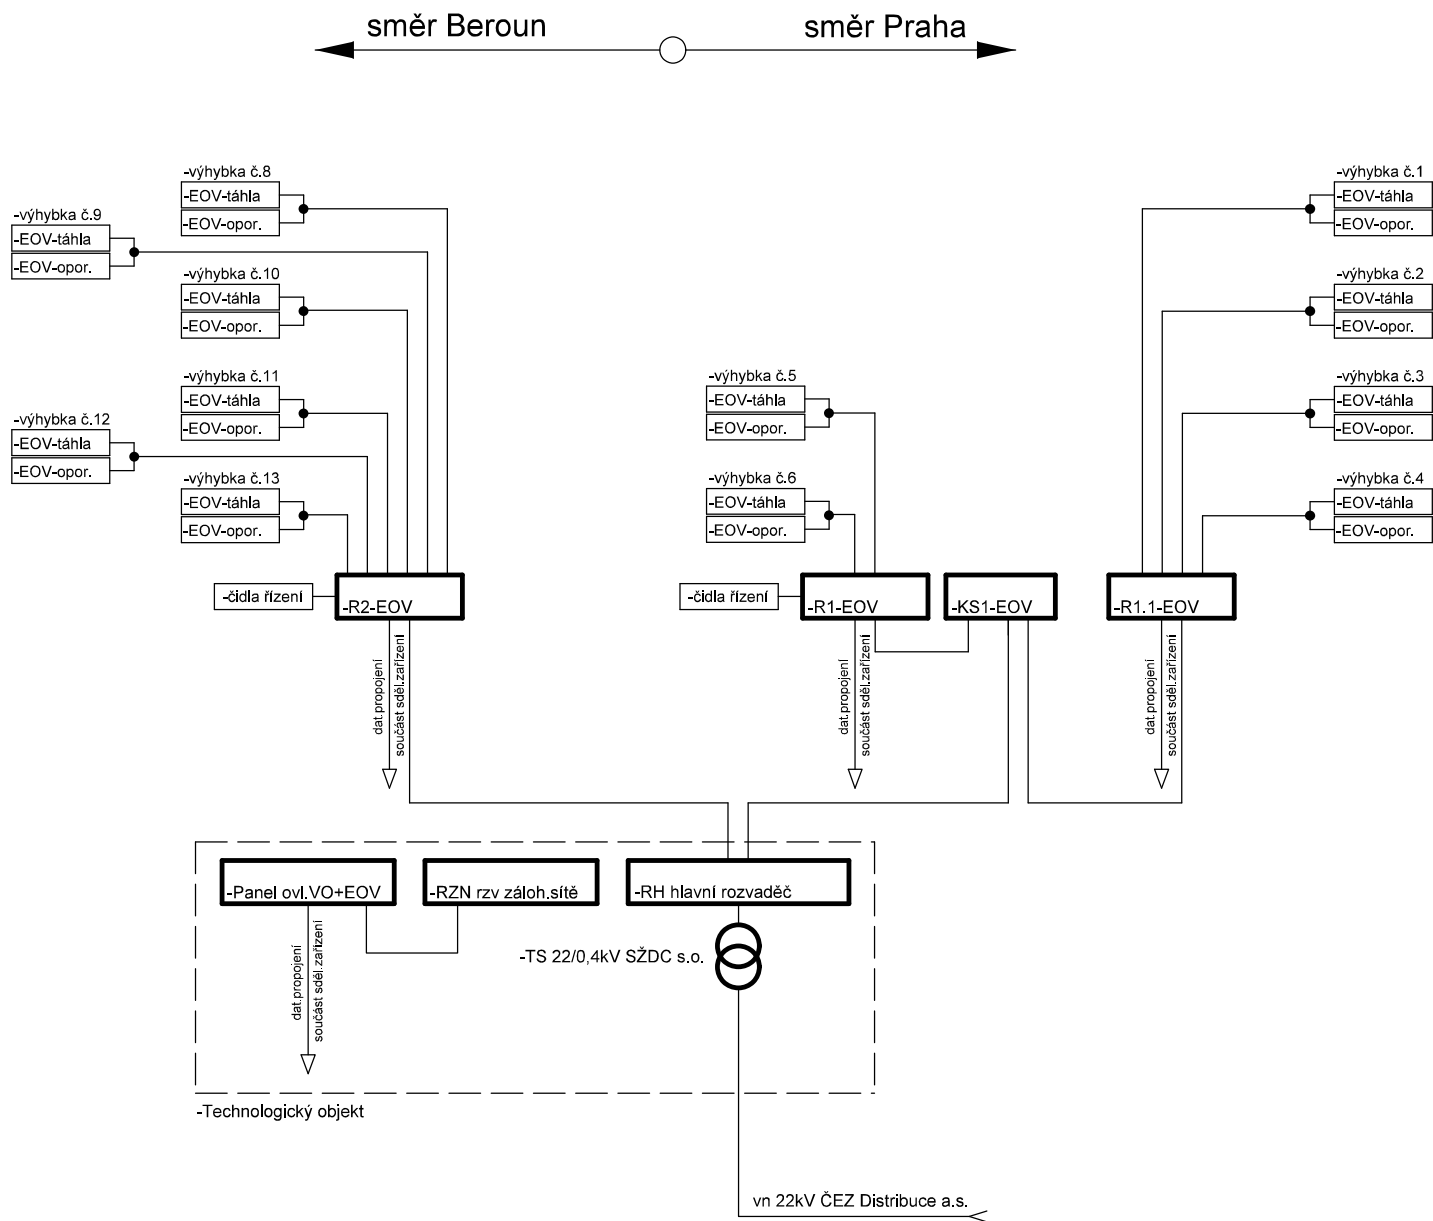 směr Beroun
směr Praha
-výhybka č.8
-EOV-táhla
-EOV-opor.
-výhybka č.9
-EOV-táhla
-EOV-opor.
-výhybka č.10
-EOV-táhla
-EOV-opor.
-výhybka č.11
-EOV-táhla
-EOV-opor.
-výhybka č.12
-EOV-táhla
-EOV-opor.
-výhybka č.13
-EOV-táhla
-EOV-opor.
-výhybka č.5
-EOV-táhla
-EOV-opor.
-výhybka č.6
-EOV-táhla
-EOV-opor.
-výhybka č.1
-EOV-táhla
-EOV-opor.
-výhybka č.2
-EOV-táhla
-EOV-opor.
-výhybka č.3
-EOV-táhla
-EOV-opor.
-výhybka č.4
-EOV-táhla
-EOV-opor.
-čidla řízení
-R2-EOV
-čidla řízení
-R1-EOV
-KS1-EOV
-R1.1-EOV
dat.propojení
součást sděl.zařízení
dat.propojení
součást sděl.zařízení
dat.propojení
součást sděl.zařízení
-Panel ovl.VO+EOV
-RZN rzv záloh.sítě
-RH hlavní rozvaděč
-TS 22/0,4kV SŽDC s.o.
dat.propojení
součást sděl.zařízení
-Technologický objekt
vn 22kV ČEZ Distribuce a.s.